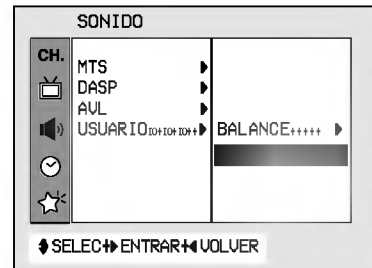 SONIDO
CH.
MTS
DASP
AVL
USUARIO
BALANCE+++++
SELEC ENTRAR VOLVER